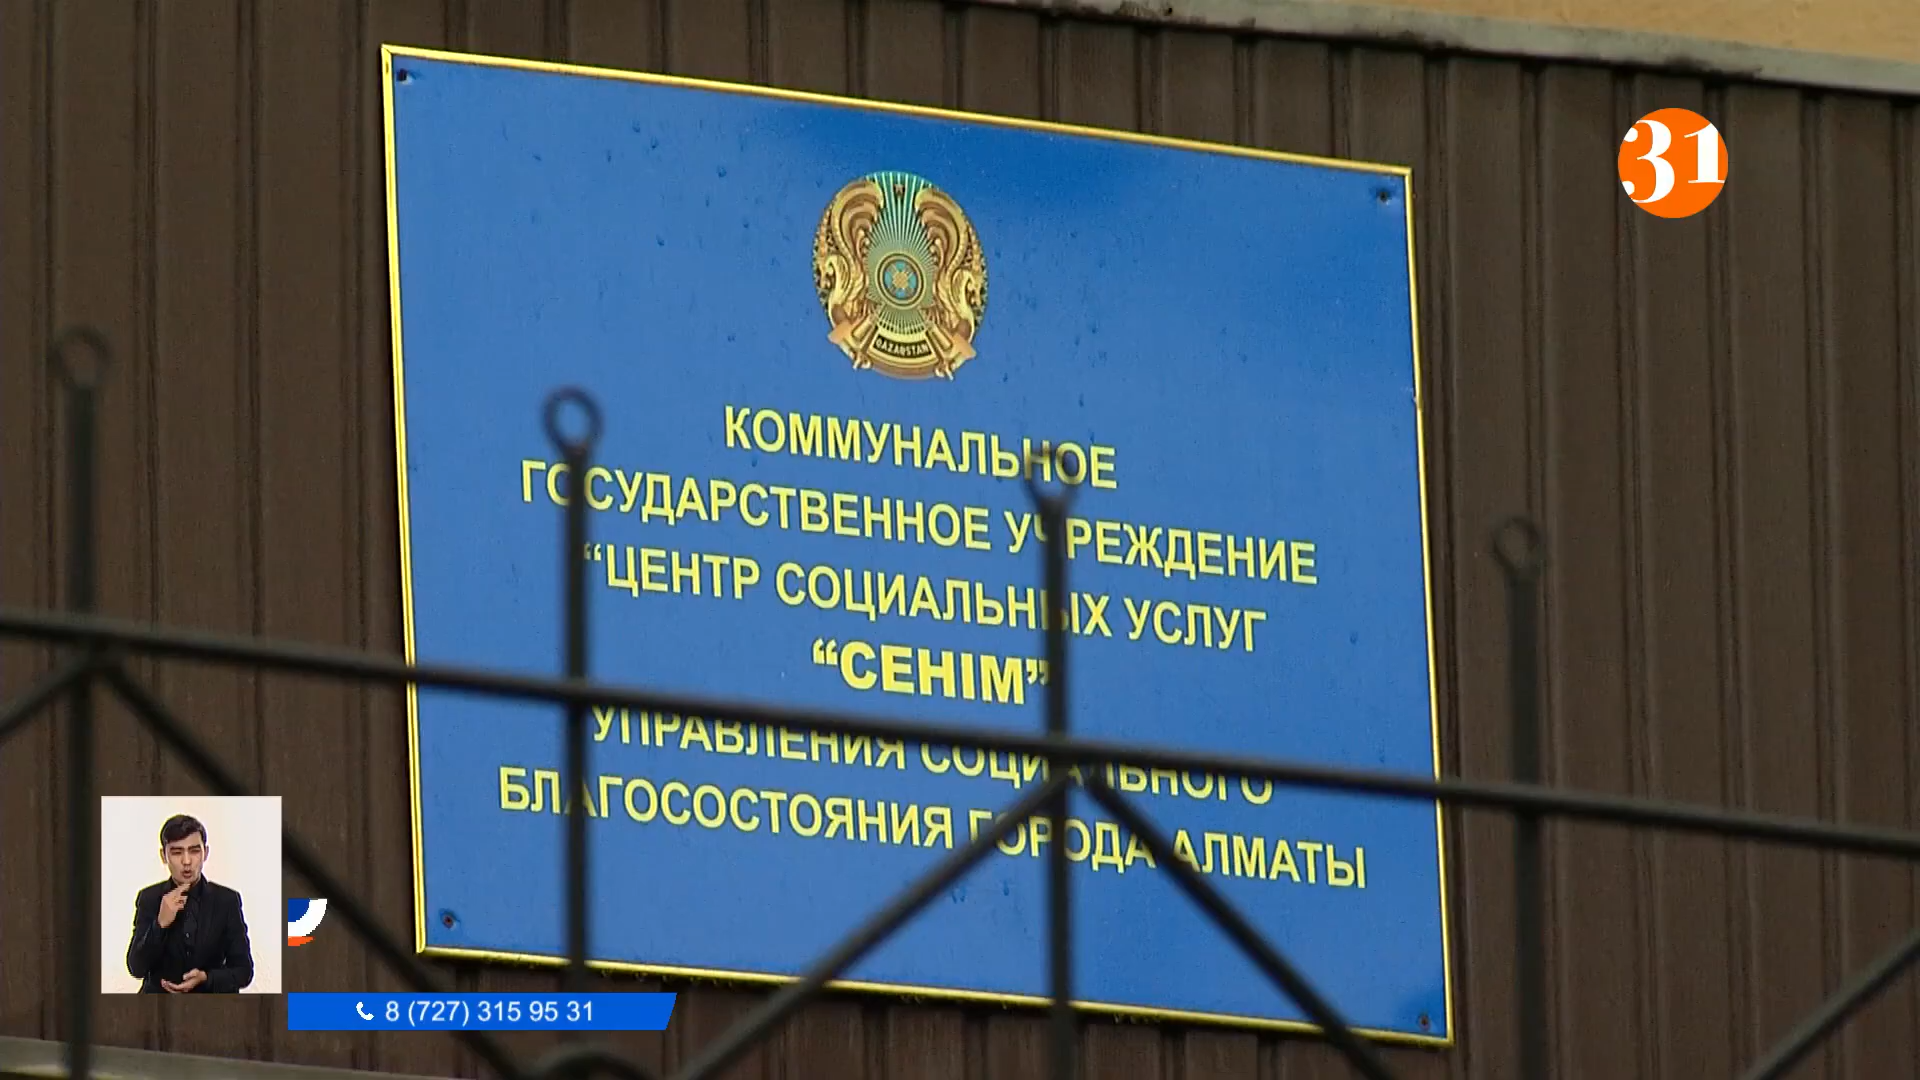 31
QAZAQSTAN
КОММУНАЛЬНОЕ
ГОСУДАРСТВЕННОЕ УЧРЕЖДЕНИЕ
“ЦЕНТР СОЦИАЛЬНЫХ УСЛУГ
“СЕНІМ”
УПРАВЛЕНИЯ СОЦИАЛЬНОГО
БЛАГОСОСТОЯНИЯ ГОРОДА АЛМАТЫ
8 (727) 315 95 31